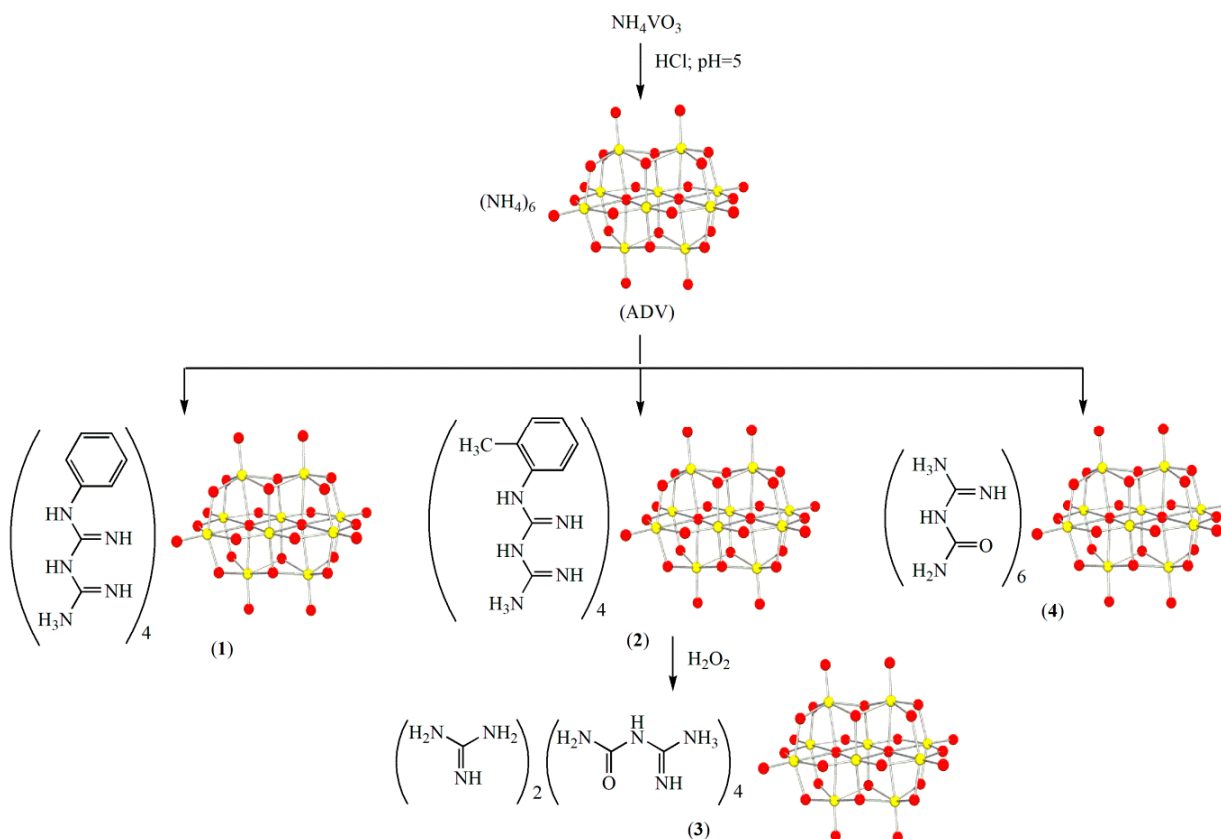 NH4VO3
HCl; pH=5
(NH4)6
(ADV)
HN
NH
HN
NH
H3N
4
(1)
H3C
HN
NH
HN
NH
H3N
4
(2)
H3N
NH
HN
O
H2N
6
(4)
H2O2
H2N
NH2
NH
2
H2N
H
N
NH3
O
NH
4
(3)